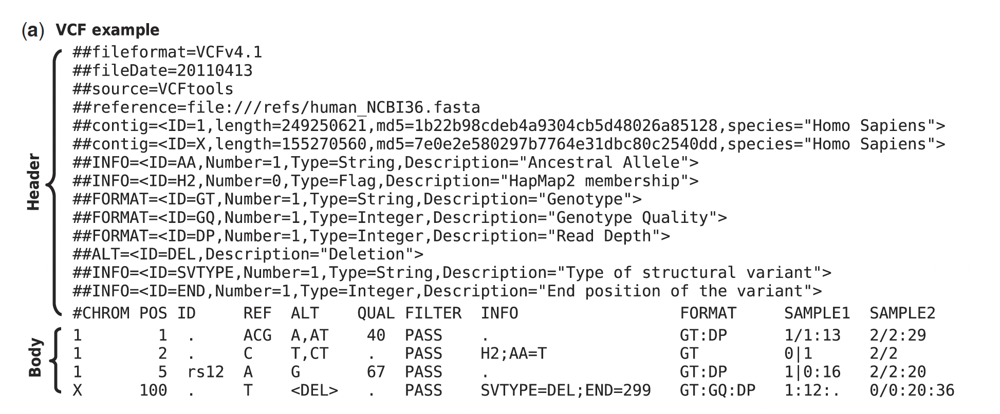 (a) VCF example
Header
##fileformat=VCFv4.1
##fileDate=20110413
##source=VCFtools
##reference=file:///refs/human_NCBI36.fasta
##contig=<ID=1,length=249250621,md5=1b22b98cdeb4a9304cb5d48026a85128,species="Homo Sapiens">
##contig=<ID=X,length=155270560,md5=7e0e2e580297b7764e31dbc80c2540dd,species="Homo Sapiens">
##INFO=<ID=AA,Number=1,Type=String,Description="Ancestral Allele">
##INFO=<ID=H2,Number=0,Type=Flag,Description="HapMap2 membership">
##FORMAT=<ID=GT,Number=1,Type=String,Description="Genotype">
##FORMAT=<ID=GQ,Number=1,Type=Integer,Description="Genotype Quality">
##FORMAT=<ID=DP,Number=1,Type=Integer,Description="Read Depth">
##ALT=<ID=DEL,Description="Deletion">
##INFO=<ID=SVTYPE,Number=1,Type=String,Description="Type of structural variant">
##INFO=<ID=END,Number=1,Type=Integer,Description="End position of the variant">
#CHROM POS ID REF ALT QUAL FILTER INFO FORMAT SAMPLE1 SAMPLE2
Body
1 1 . ACG A,AT 40 PASS . GT:DP 1/1:13 2/2:29
1 2 . C T,CT . PASS H2;AA=T GT 0|1 2/2
1 5 rs12 A G 67 PASS . GT:DP 1|0:16 2/2:20
X 100 . T <DEL> . PASS SVTYPE=DEL;END=299 GT:GQ:DP 1:12:. 0/0:20:36